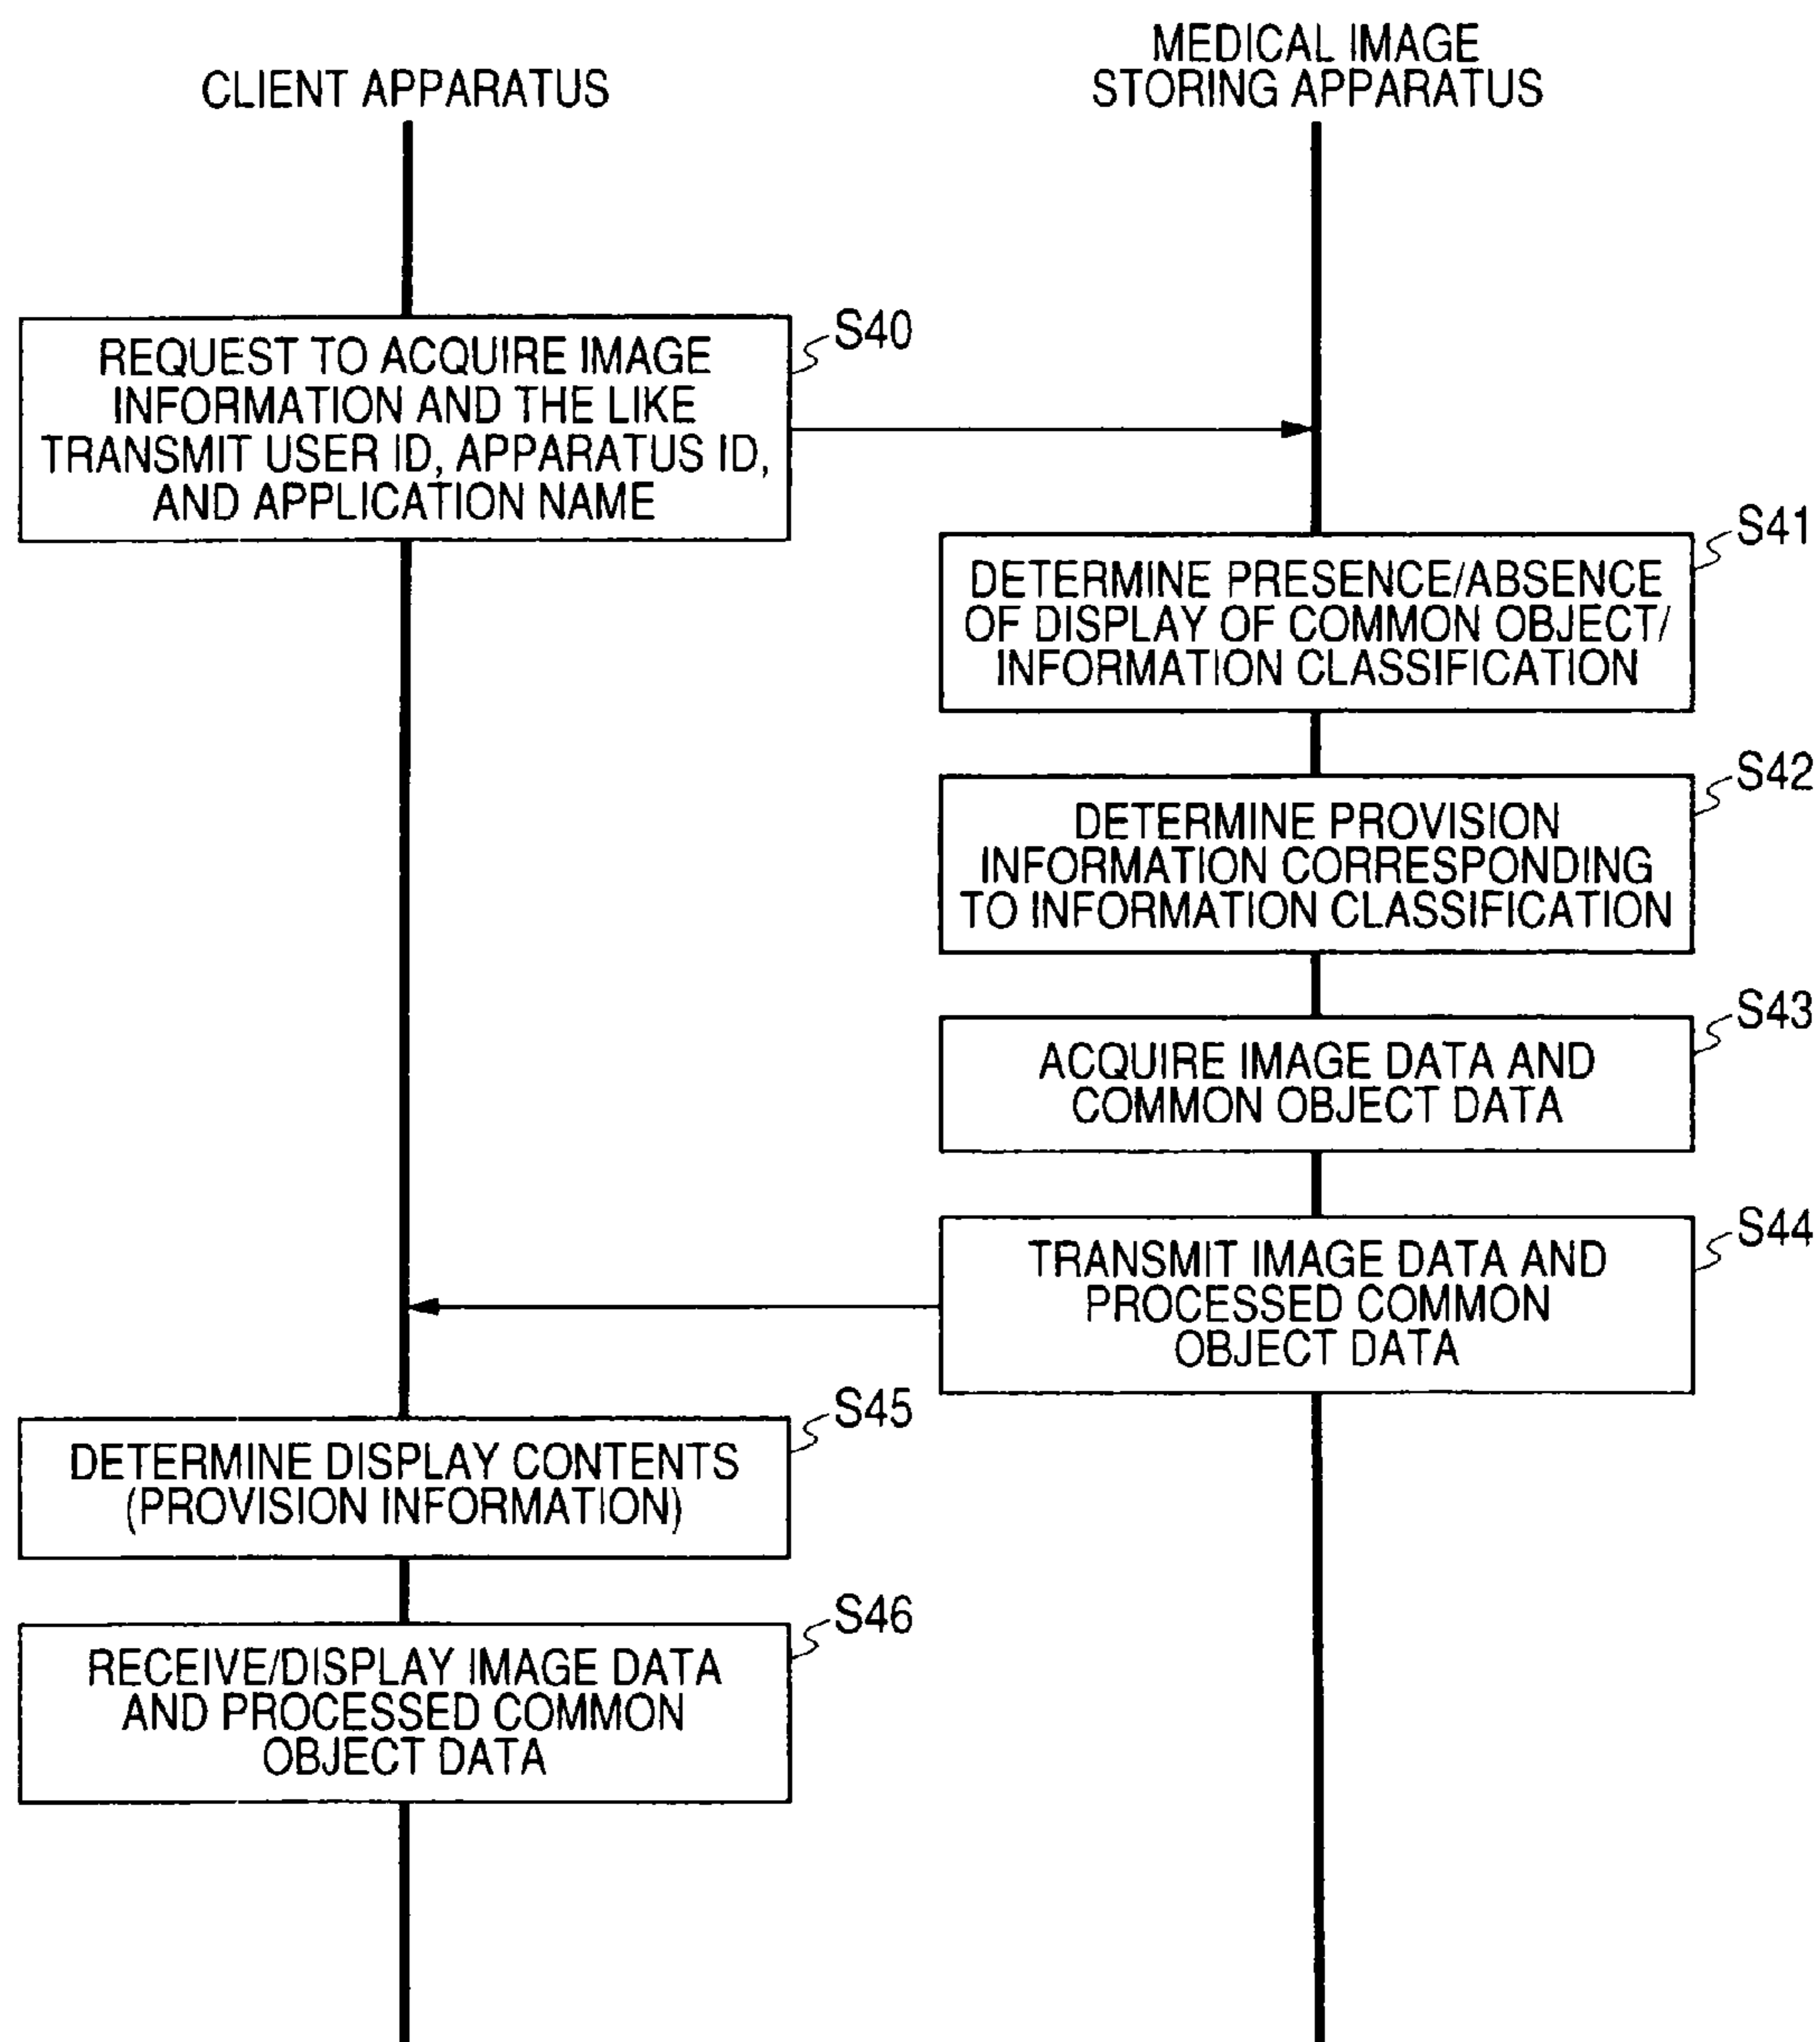 CLIENT APPARATUS
MEDICAL IMAGE
STORING APPARATUS
S40
REQUEST TO ACQUIRE IMAGE
INFORMATION AND THE LIKE
TRANSMIT USER ID, APPARATUS ID,
AND APPLICATION NAME
S41
DETERMINE PRESENCE/ABSENCE
OF DISPLAY OF COMMON OBJECT/
INFORMATION CLASSIFICATION
S42
DETERMINE PROVISION
INFORMATION CORRESPONDING
TO INFORMATION CLASSIFICATION
S43
ACQUIRE IMAGE DATA AND
COMMON OBJECT DATA
S44
TRANSMIT IMAGE DATA AND
PROCESSED COMMON
OBJECT DATA
S45
DETERMINE DISPLAY CONTENTS
(PROVISION INFORMATION)
S46
RECEIVE/DISPLAY IMAGE DATA
AND PROCESSED COMMON
OBJECT DATA